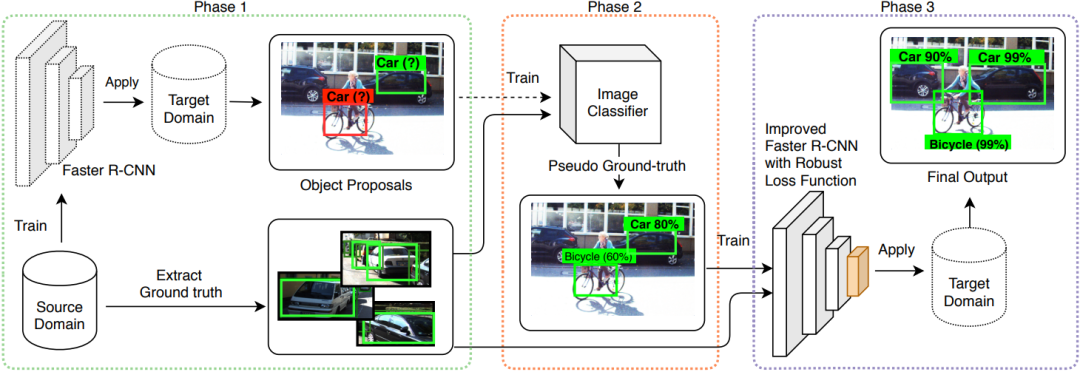 Phase 1
Phase 2
Phase 3
Apply
Target
Domain
Faster R-CNN
Car (?)
Car (?)
Object Proposals
Train
Source
Domain
Extract
Ground truth
Train
Image
Classifier
Pseudo Ground-truth
Car 80%
Bicycle (60%)
Train
Improved
Faster R-CNN
with Robust
Loss Function
Apply
Target
Domain
Car 90%
Car 99%
Bicycle (99%)
Final Output